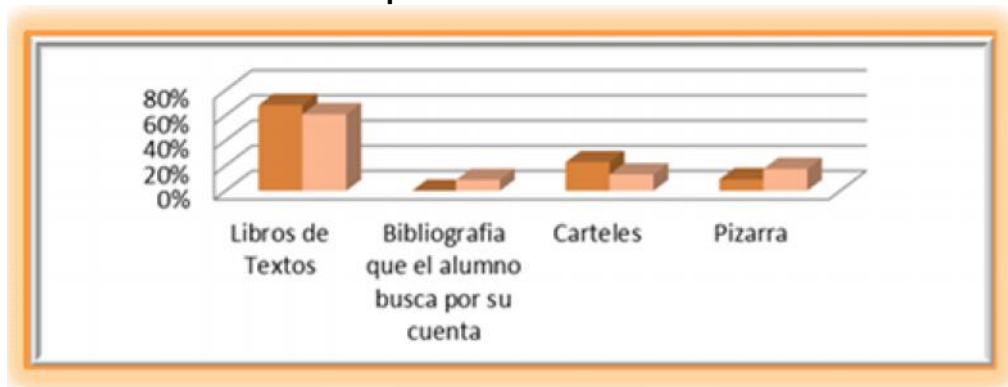 80%
60%
40%
20%
0%
Libros de
Textos
Bibliografia
que el alumno
busca por su
cuenta
Carteles
Pizarra